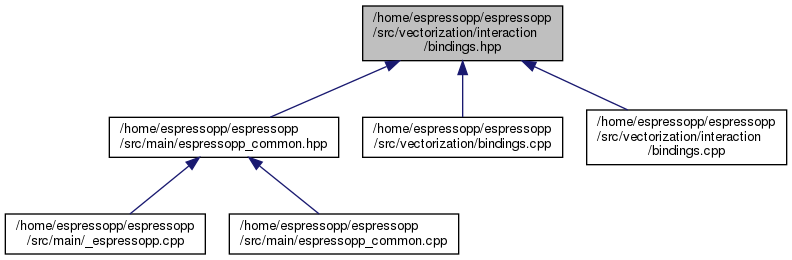 /home/espressopp/espressopp
/src/vectorization/interaction
/bindings.hpp
/home/espressopp/espressopp
/src/main/espressopp_common.hpp
/home/espressopp/espressopp
/src/vectorization/bindings.cpp
/home/espressopp/espressopp
/src/vectorization/interaction
/bindings.cpp
/home/espressopp/espressopp
/src/main/_espressopp.cpp
/home/espressopp/espressopp
/src/main/espressopp_common.cpp